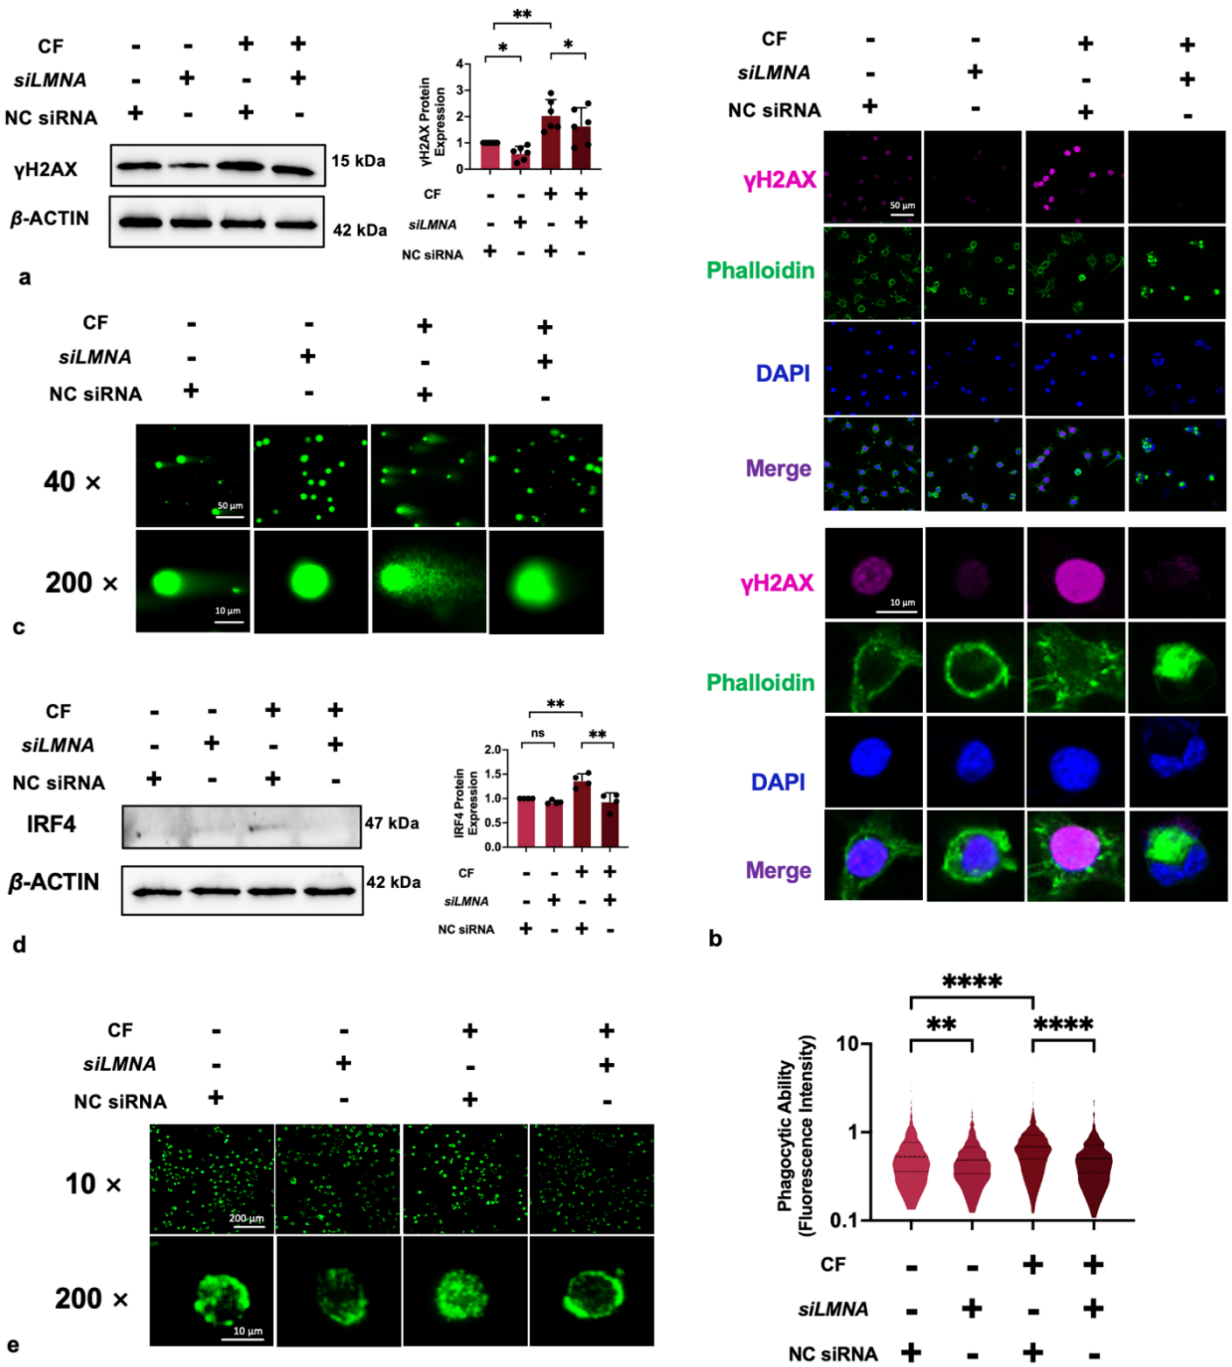 CF - - + +
siLMNA - + - +
NC siRNA + - + -
γH2AX 15 kDa
β-ACTIN 42 kDa
** 
* *
γH2AX Protein
Expression
4
3
2
1
0
CF - - + +
siLMNA - + - +
NC siRNA + - + -
a
CF - - + +
siLMNA - + - +
NC siRNA + - + -
γH2AX
50 μm
Phalloidin
DAPI
Merge
γH2AX
10 μm
Phalloidin
DAPI
Merge
b
CF - - + +
siLMNA - + - +
NC siRNA + - + -
40 ×
50 μm
200 ×
10 μm
c
CF - - + +
siLMNA - + - +
NC siRNA + - + -
IRF4 47 kDa
β-ACTIN 42 kDa
**
ns **
IRF4 Protein
Expression
2.0
1.5
1.0
0.5
0.0
CF - - + +
siLMNA - + - +
NC siRNA + - + -
d
CF - - + +
siLMNA - + - +
NC siRNA + - + -
10 ×
200 μm
200 ×
10 μm
e
****
** ****
Phagocytic Ability
(Fluorescence Intensity)
10
1
0.1
CF - - + +
siLMNA - + - +
NC siRNA + - + -